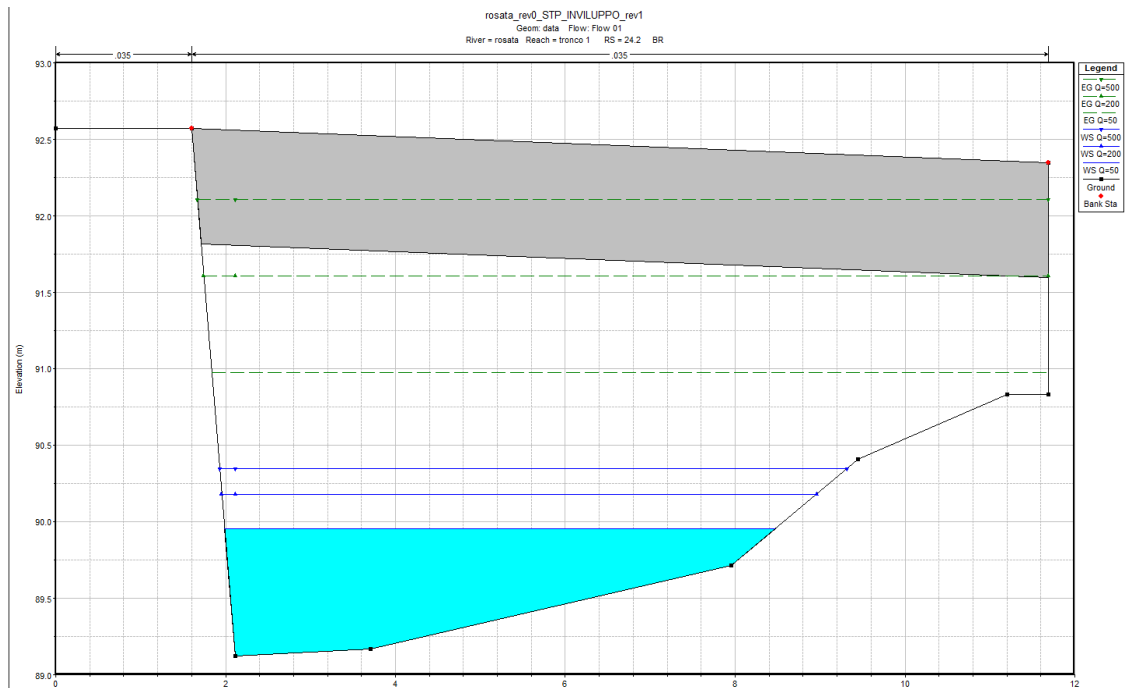 rosata_rev0_STP_INVILUPPO_rev1
Geom: data Flow: Flow 01
River = rosata Reach = tronco 1 RS = 24.2 BR
.035
.035
93.0
92.5
92.0
91.5
91.0
90.5
90.0
89.5
89.0
Elevation (m)
0
2
4
6
8
10
12
Legend
EG Q=500
EG Q=200
EG Q=50
WS Q=500
WS Q=200
WS Q=50
Ground
Bank Sta